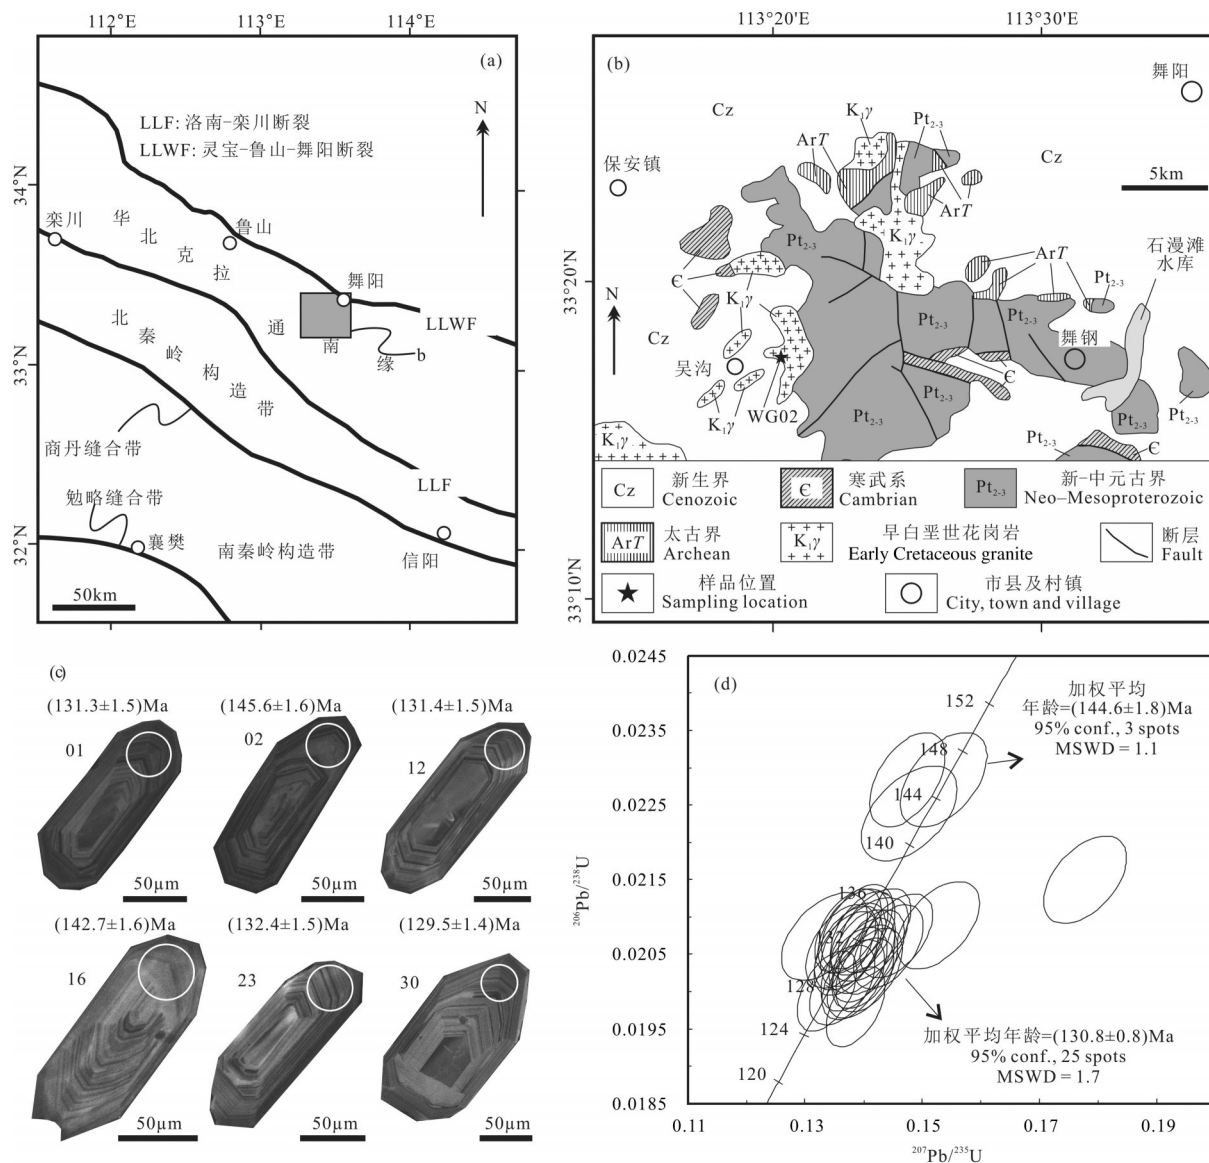 112°E
113°E
114°E
(a)
N
LLF: 洛南–栾川断裂
LLWF: 灵宝–鲁山–舞阳断裂
34°N
33°N
32°N
栾川
华
北
克
拉
通
南
缘
鲁山
舞阳
LLWF
b
北
秦
岭
构
造
带
商丹缝合带
勉略缝合带
LLF
襄樊
南秦岭构造带
信阳
50km
113°20'E
113°30'E
(b)
舞阳
Cz
K₁γ
Pt₂₋₃
ArT
Cz
保安镇
5km
ArT
K₁γ
Pt₂₋₃
石漫滩
水库
ArT
Pt₂₋₃
33°20'N
Є
K₁γ
N
Cz
Pt₂₋₃
Pt₂₋₃
舞钢
吴沟
Є
Pt₂₋₃
Pt₂₋₃
K₁γ
WG02
Pt₂₋₃
Pt₂₋₃
Pt₂₋₃
Є
K₁γ
33°10'N
Cz
新生界
Cenozoic
Є
寒武系
Cambrian
Pt₂₋₃
新–中元古界
Neo–Mesoproterozoic
ArT
太古界
Archean
K₁γ
早白垩世花岗岩
Early Cretaceous granite
断层
Fault
样品位置
Sampling location
市县及村镇
City, town and village
(c)
(131.3±1.5)Ma
(145.6±1.6)Ma
(131.4±1.5)Ma
01
02
12
50μm
50μm
50μm
(142.7±1.6)Ma
(132.4±1.5)Ma
(129.5±1.4)Ma
16
23
30
50μm
50μm
50μm
(d)
0.0245
0.0235
0.0225
0.0215
0.0205
0.0195
0.0185
²⁰⁶Pb/²³⁸U
152
148
144
140
136
132
128
124
120
加权平均
年龄=(144.6±1.8)Ma
95% conf., 3 spots
MSWD = 1.1
加权平均年龄=(130.8±0.8)Ma
95% conf., 25 spots
MSWD = 1.7
0.11
0.13
0.15
0.17
0.19
²⁰⁷Pb/²³⁵U